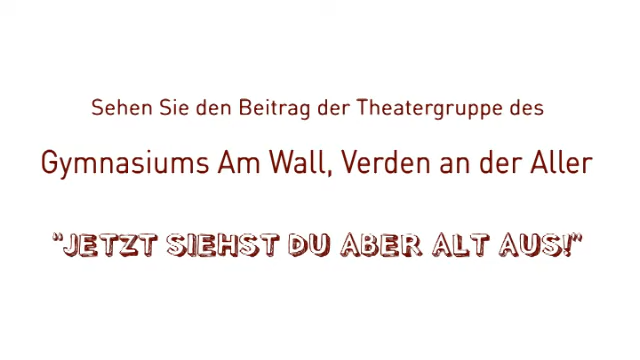 Sehen Sie den Beitrag der Theatergruppe des
Gymnasiums Am Wall, Verden an der Aller
"JETZT SIEHST DU ABER ALT AUS!"